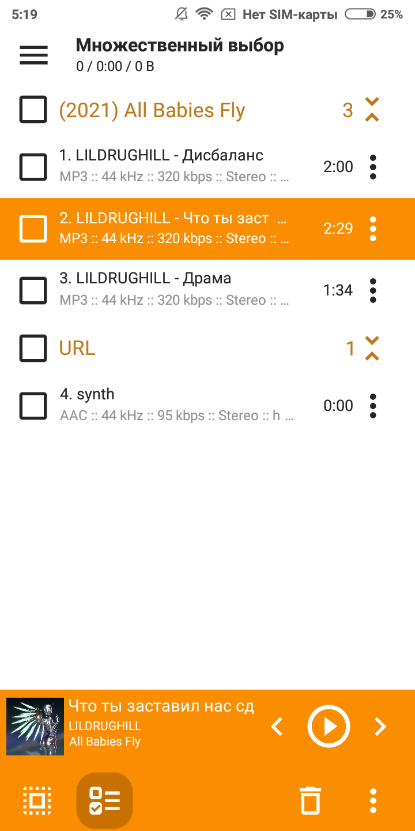 5:19 Нет SIM-карты 25%
Множественный выбор
0 / 0:00 / 0 B
(2021) All Babies Fly 3
1. LILDRUGHILL - Дисбаланс 2:00
MP3 :: 44 kHz :: 320 kbps :: Stereo :: ...
2. LILDRUGHILL - Что ты заст ... 2:29
MP3 :: 44 kHz :: 320 kbps :: Stereo :: ...
3. LILDRUGHILL - Драма 1:34
MP3 :: 44 kHz :: 320 kbps :: Stereo :: ...
URL 1
4. synth 0:00
AAC :: 44 kHz :: 95 kbps :: Stereo :: h ...
Что ты заставил нас сд
LILDRUGHILL
All Babies Fly